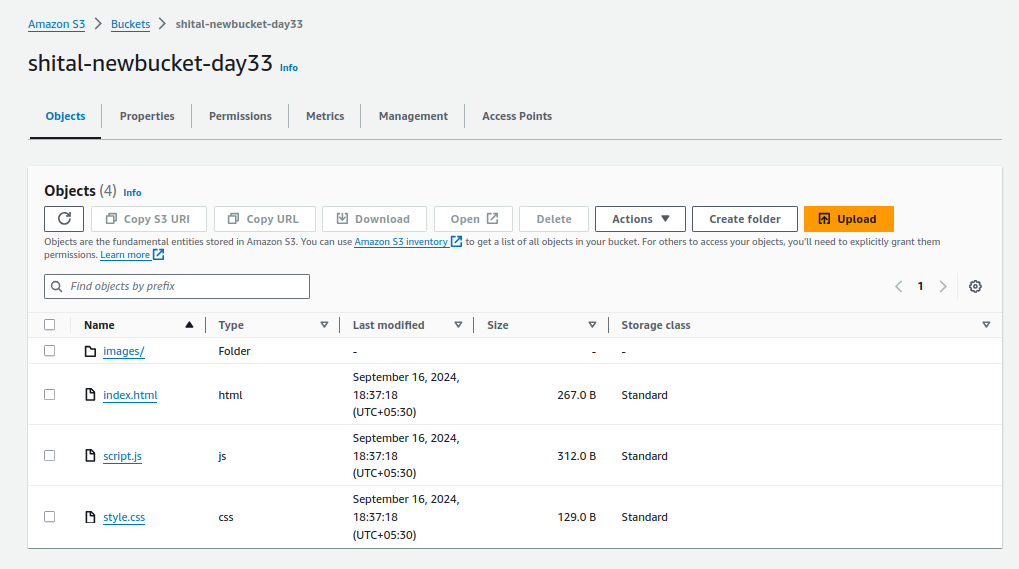 Amazon S3 > Buckets > shital-newbucket-day33
shital-newbucket-day33 Info
Objects Properties Permissions Metrics Management Access Points
Objects (4) Info
Copy S3 URI Copy URL Download Open Delete Actions Create folder Upload
Objects are the fundamental entities stored in Amazon S3. You can use Amazon S3 inventory to get a list of all objects in your bucket. For others to access your objects, you'll need to explicitly grant them
permissions. Learn more
Find objects by prefix 1
Name Type Last modified Size Storage class
images/ Folder - - -
September 16, 2024,
index.html html 18:37:18 267.0 B Standard
(UTC+05:30)
September 16, 2024,
script.js js 18:37:18 312.0 B Standard
(UTC+05:30)
September 16, 2024,
style.css css 18:37:18 129.0 B Standard
(UTC+05:30)